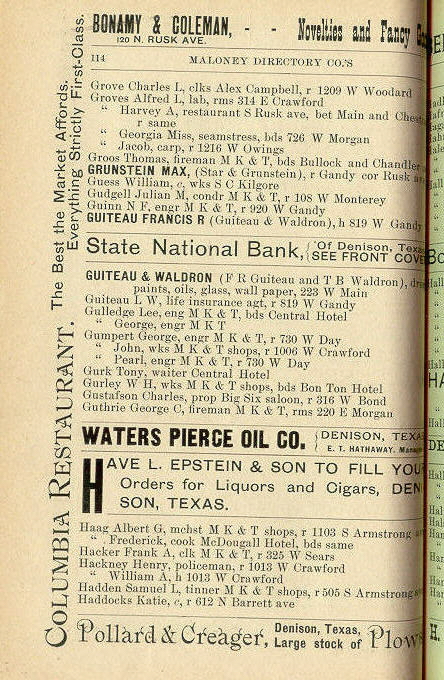 BONAMY & COLEMAN, - - Novelties and Fancy
120 N. RUSK AVE.
114 MALONEY DIRECTORY CO.'S
Grove Charles L, clks Alex Campbell, r 1209 W Woodard
Groves Alfred L, lab, rms 314 E Crawford
" Harvey A, restaurant S Rusk ave, bet Main and
r same
" Georgia Miss, seamstress, bds 726 W Morgan
" Jacob, carp, r 1216 W Owings
Groos Thomas, fireman M K & T, bds Bullock and Chandler
GRUNSTEIN MAX, (Star & Grunstein), r Gandy cor Rusk
Guess William, c, wks S C Kilgore
Gudgell Julian M, condr M K & T, r 108 W Monterey
Guinn N F, engr M K & T, r 920 W Gandy
GUITEAU FRANCIS R (Guiteau & Waldron), h 819 W Gandy
State National Bank, { Of Denison, Texas
SEE FRONT COVE
GUITEAU & WALDRON (F R Guiteau and T B Waldron),
paints, oils, glass, wall paper, 223 W Main
Guiteau L W, life insurance agt, r 819 W Gandy
Gulledge Lee, eng M K & T, bds Central Hotel
" George, engr M K T
Gumpert George, engr M K & T, r 730 W Day
" John, wks M K & T shops, r 1006 W Crawford
" Pearl, engr M K & T, r 730 W Day
Gurk Tony, waiter Central Hotel
Gurley W H, wks M K & T shops, bds Bon Ton Hotel
Gustafson Charles, prop Big Six saloon, r 316 W Bond
Guthrie George C, fireman M K & T, rms 220 E Morgan
WATERS PIERCE OIL CO. { DENISON, TEXA
E. T. HATHAWAY,
HAVE L. EPSTEIN & SON TO FILL YOU
Orders for Liquors and Cigars, DENI
SON, TEXAS.
Haag Albert G, mchst M K & T shops, r 1103 S Armstrong
" Frederick, cook McDougall Hotel, bds same
Hacker Frank A, clk M K & T, r 325 W Sears
Hackney Henry, policeman, r 1013 W Crawford
" William A, h 1013 W Crawford
Hadden Samuel L, tinner M K & T shops, r 505 S Armstrong
Haddocks Katie, c, r 612 N Barrett ave
Pollard & Creager, Denison, Texas, Plow
Large stock of
COLUMBIA RESTAURANT. The Best the Market Affords.
Everything Strictly First-Class.